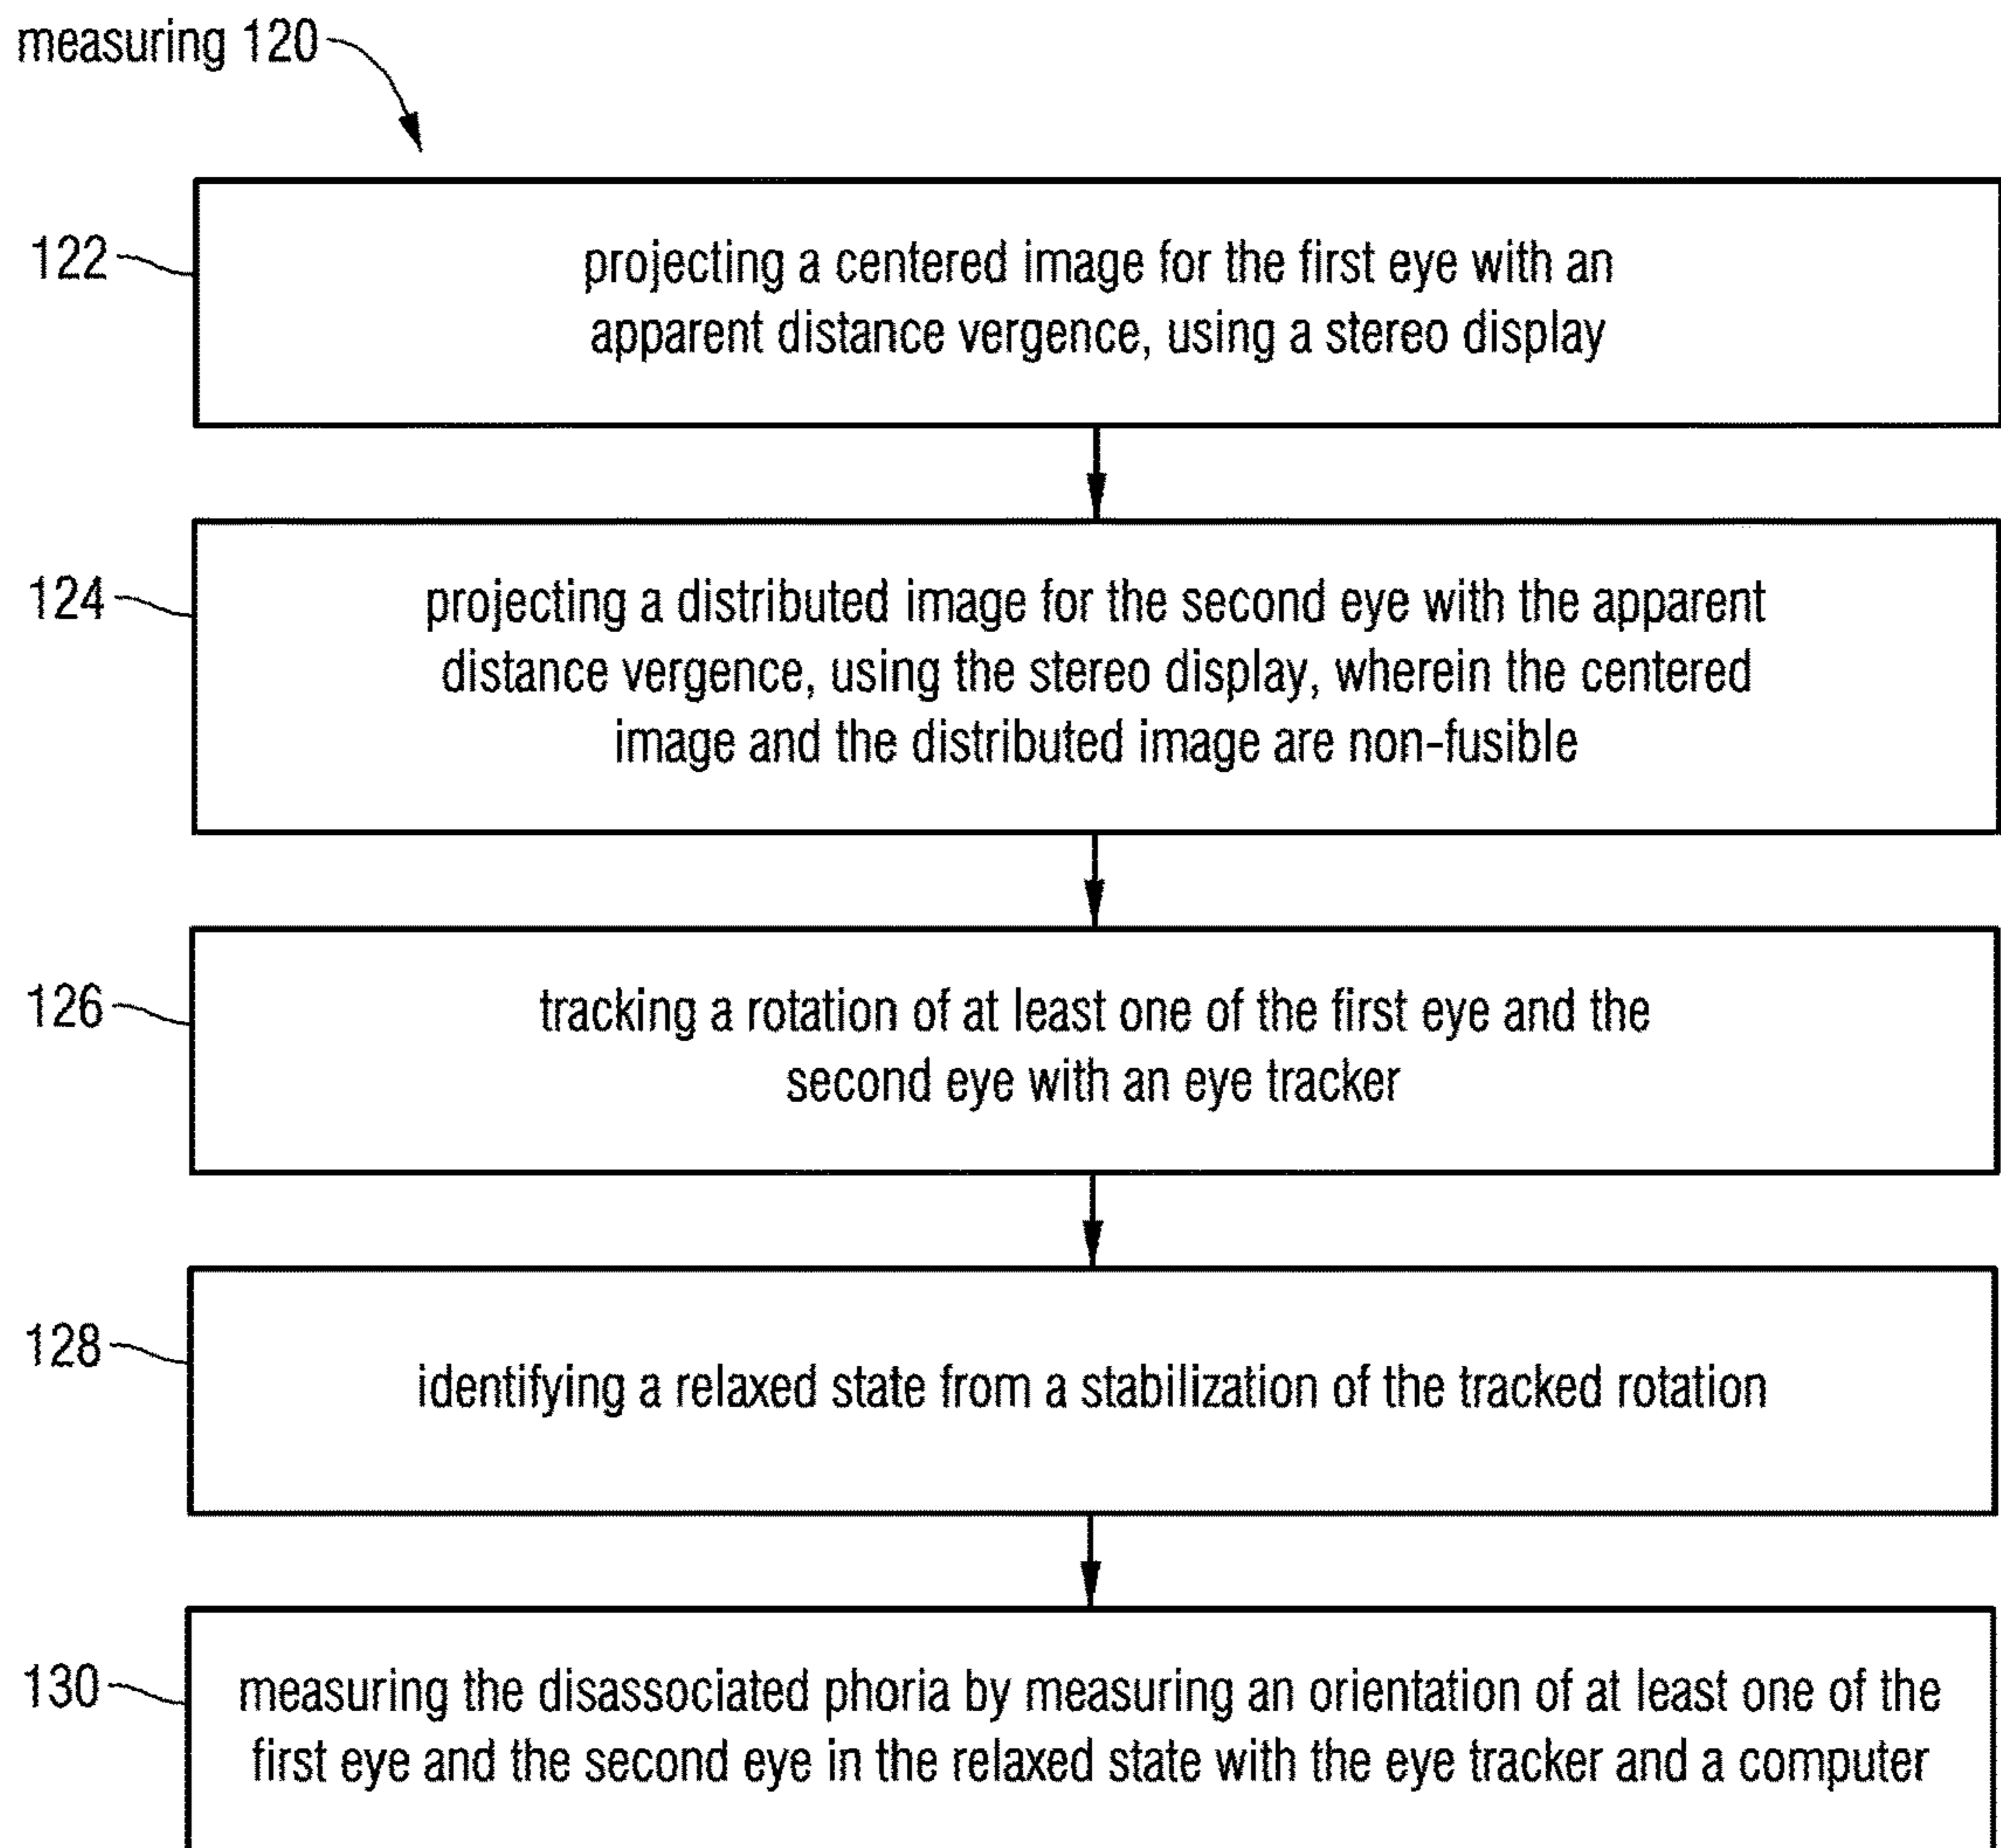 measuring 120
122
projecting a centered image for the first eye with an
apparent distance vergence, using a stereo display
124
projecting a distributed image for the second eye with the apparent
distance vergence, using the stereo display, wherein the centered
image and the distributed image are non-fusible
126
tracking a rotation of at least one of the first eye and the
second eye with an eye tracker
128
identifying a relaxed state from a stabilization of the tracked rotation
130
measuring the disassociated phoria by measuring an orientation of at least one of the
first eye and the second eye in the relaxed state with the eye tracker and a computer